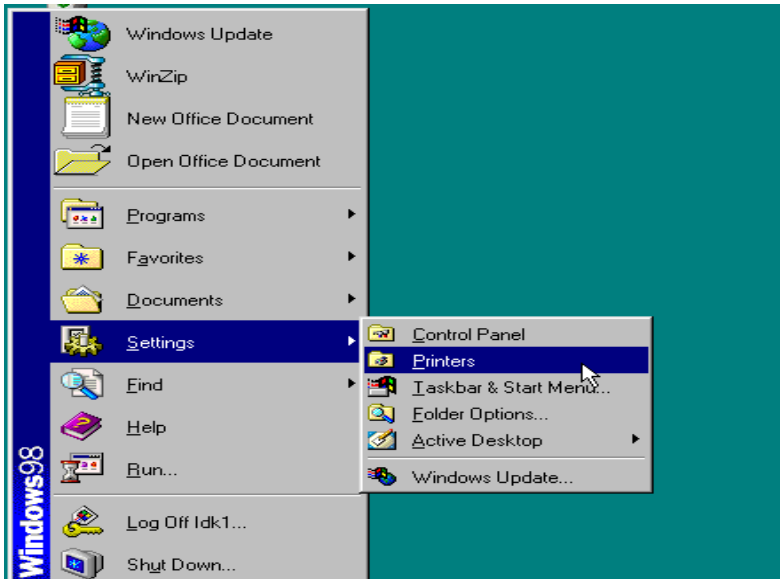 Windows Update
WinZip
New Office Document
Open Office Document
Programs
Favorites
Documents
Settings
Find
Help
Run...
Log Off Idk1...
Shut Down...
Control Panel
Printers
Taskbar & Start Menu...
Folder Options...
Active Desktop
Windows Update...
Windows98